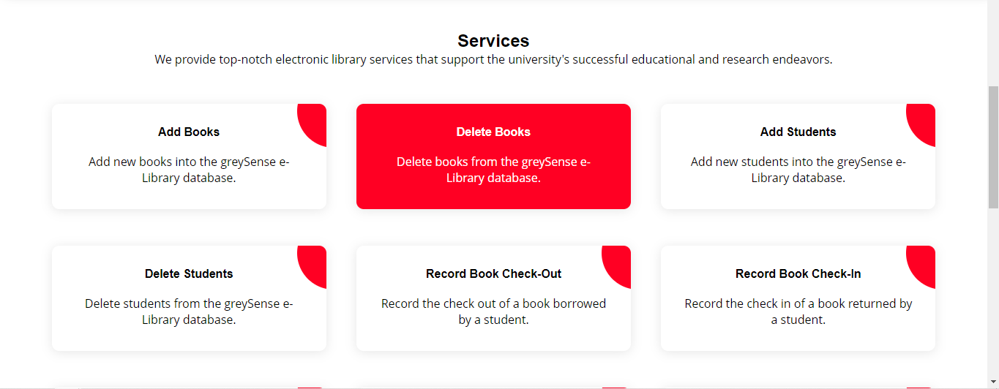 Services
We provide top-notch electronic library services that support the university's successful educational and research endeavors.
Add Books
Add new books into the greySense e-
Library database.
Delete Books
Delete books from the greySense e-
Library database.
Add Students
Add new students into the greySense e-
Library database.
Delete Students
Delete students from the greySense e-
Library database.
Record Book Check-Out
Record the check out of a book borrowed
by a student.
Record Book Check-In
Record the check in of a book returned by
a student.